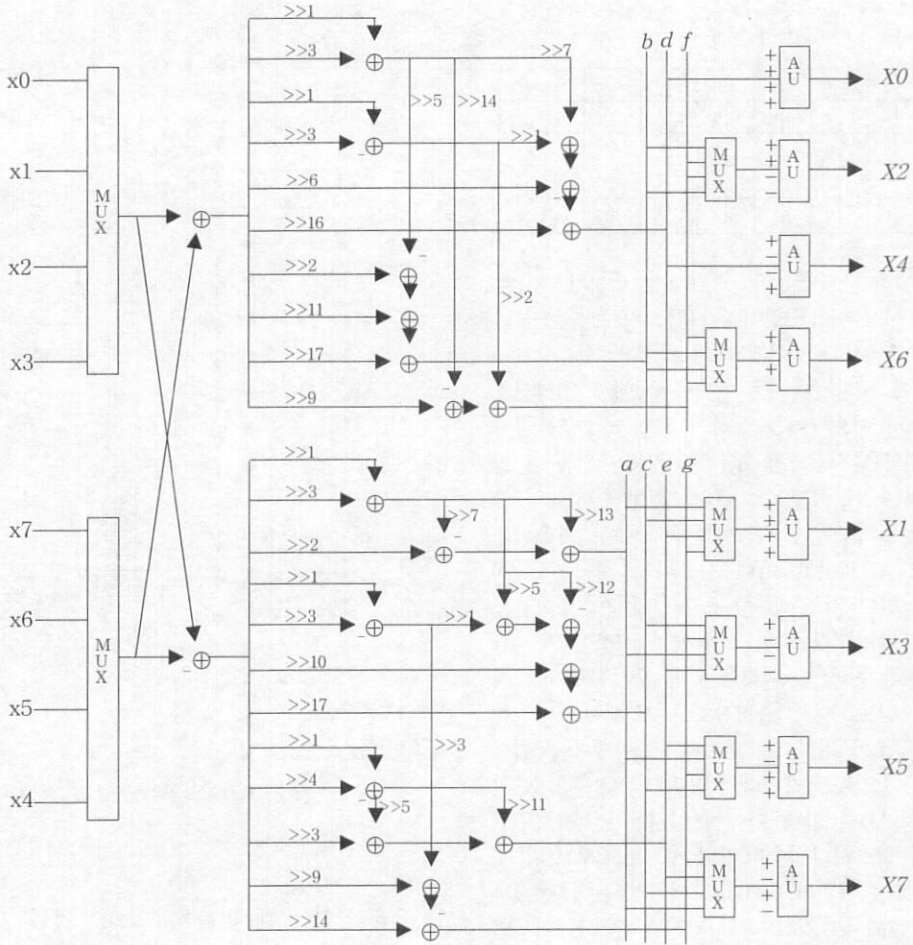 x0
x1
x2
x3
MUX
x7
x6
x5
x4
MUX
>>1
>>3
>>7
>>5
>>14
>>1
>>3
>>1
>>6
>>16
>>2
>>2
>>11
>>17
>>9
b d f
MUX
MUX
+ + + +
AU
X0
+ + − −
AU
X2
+ − − +
AU
X4
+ − + −
AU
X6
>>1
>>3
>>7
>>13
>>2
>>1
>>5
>>12
>>3
>>1
>>10
>>17
>>1
>>3
>>4
>>5
>>11
>>3
>>9
>>14
a c e g
MUX
+ + + +
AU
X1
MUX
+ − − −
AU
X3
MUX
+ − + +
AU
X5
MUX
+ − + −
AU
X7